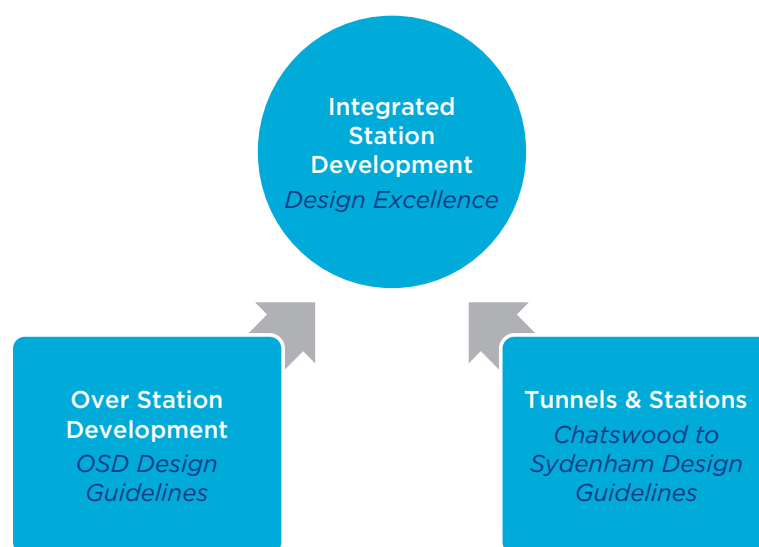 Integrated
Station
Development
Design Excellence
Over Station
Development
OSD Design
Guidelines
Tunnels & Stations
Chatswood to
Sydenham Design
Guidelines